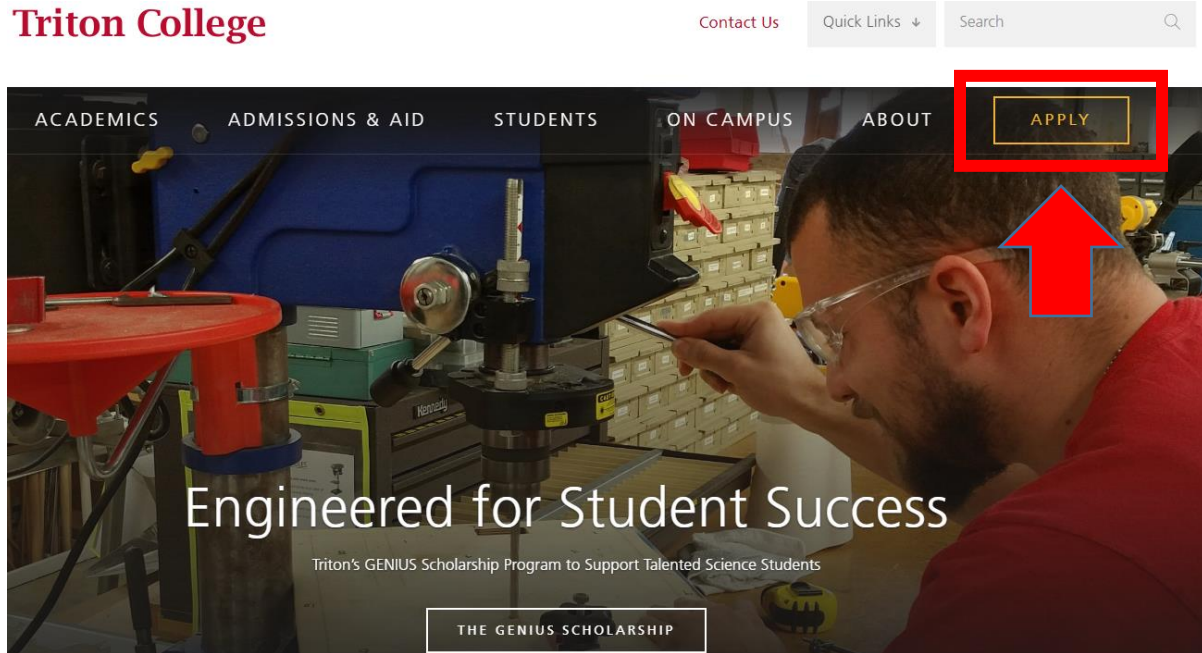 Triton College
Contact Us
Quick Links ↓
Search
ACADEMICS
ADMISSIONS & AID
STUDENTS
ON CAMPUS
ABOUT
APPLY
Kennedy
Engineered for Student Success
Triton's GENIUS Scholarship Program to Support Talented Science Students
THE GENIUS SCHOLARSHIP